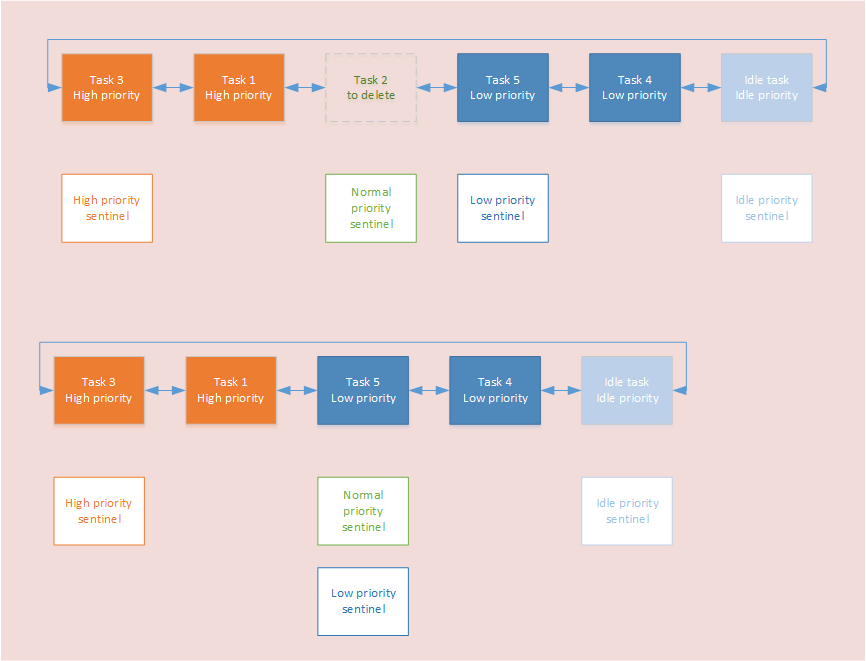 Task 3
High priority
Task 1
High priority
Task 2
to delete
Task 5
Low priority
Task 4
Low priority
Idle task
Idle priority
High priority
sentinel
Normal
priority
sentinel
Low priority
sentinel
Idle priority
sentinel
Task 3
High priority
Task 1
High priority
Task 5
Low priority
Task 4
Low priority
Idle task
Idle priority
High priority
sentinel
Normal
priority
sentinel
Idle priority
sentinel
Low priority
sentinel